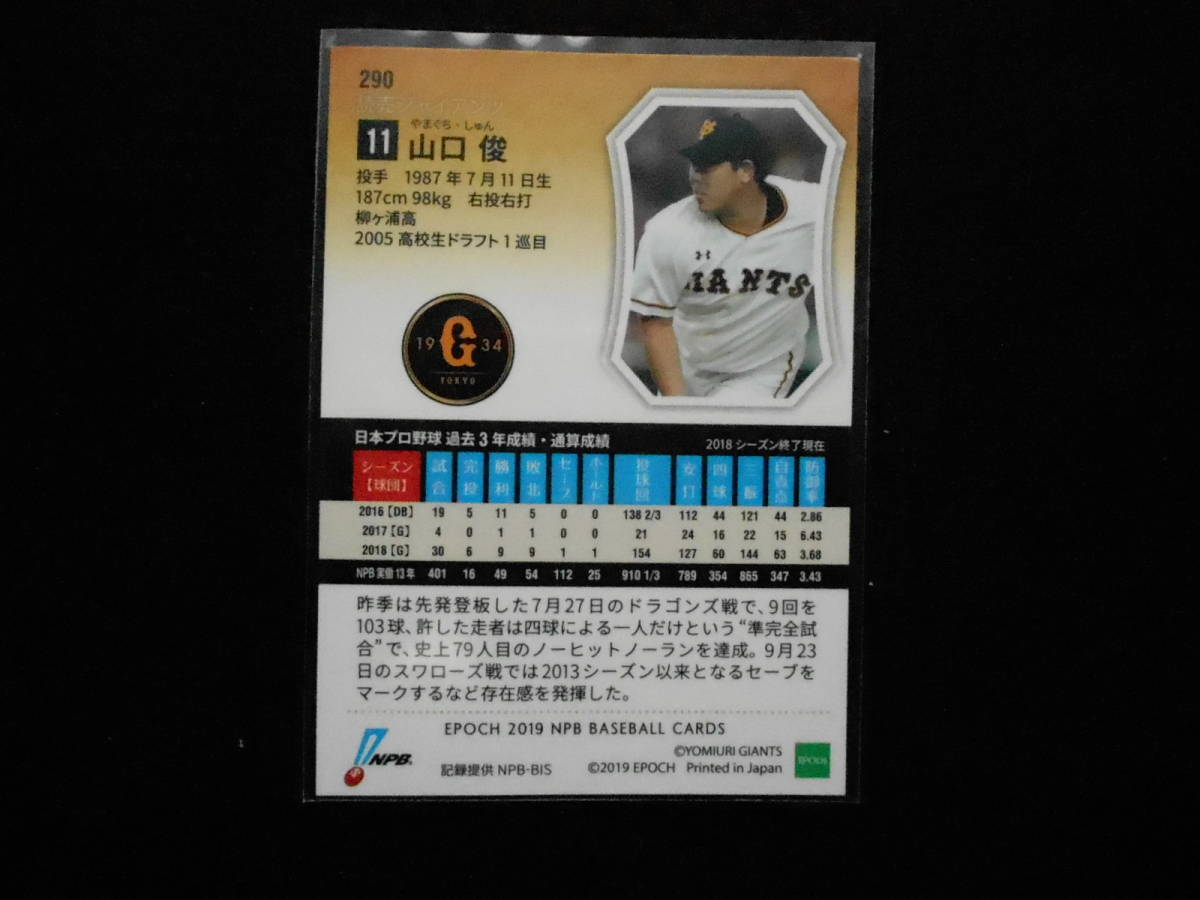 290
読売ジャイアンツ
やまぐち・しゅん
11 山口 俊
投手 1987年7月11日生
187cm 98kg 右投右打
柳ヶ浦高
2005 高校生ドラフト1巡目
GIANTS
19 G 34
TOKYO
日本プロ野球 過去3年成績・通算成績 2018 シーズン終了現在
シーズン【球団】 試合 完投 勝利 敗北 セーブ ホールド 投球回 安打 四球 三振 自責点 防御率
2016【DB】 19 5 11 5 0 0 138 2/3 112 44 121 44 2.86
2017【G】 4 0 1 1 0 0 21 24 16 22 15 6.43
2018【G】 30 6 9 9 1 1 154 127 60 144 63 3.68
NPB実働13年 401 16 49 54 112 25 910 1/3 789 354 865 347 3.43
昨季は先発登板した7月27日のドラゴンズ戦で、9回を
103球、許した走者は四球による一人だけという“準完全試
合”で、史上79人目のノーヒットノーランを達成。9月23
日のスワローズ戦では2013シーズン以来となるセーブを
マークするなど存在感を発揮した。
EPOCH 2019 NPB BASEBALL CARDS
NPB
©YOMIURI GIANTS
記録提供 NPB-BIS ©2019 EPOCH Printed in Japan
EPOCH